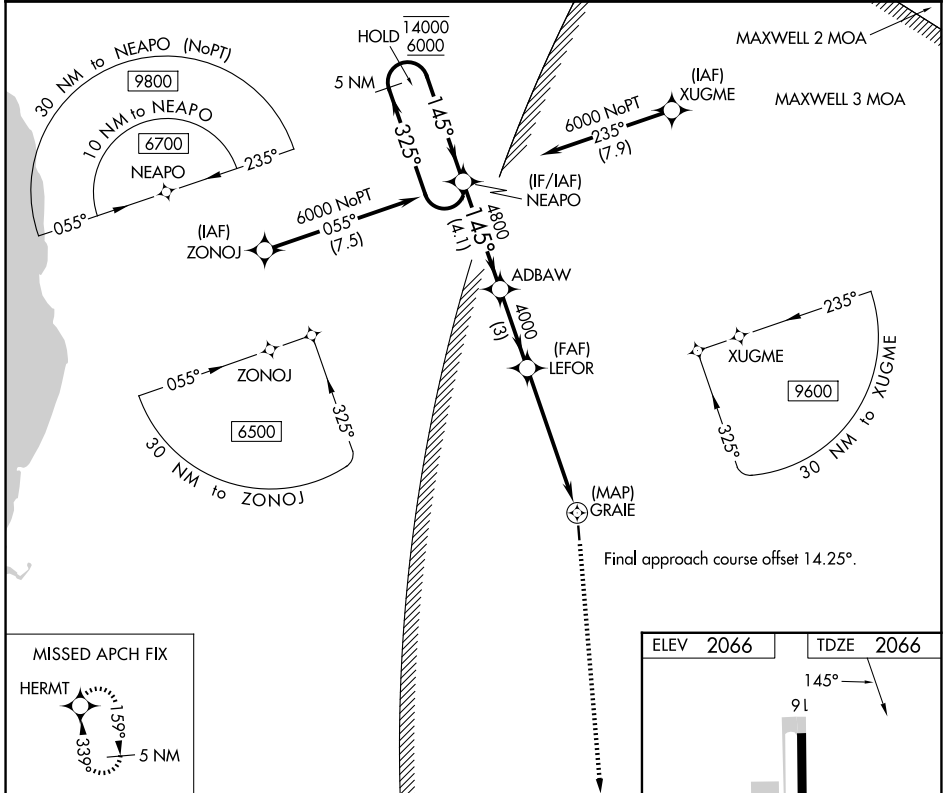 30 NM to NEAPO (NoPT)
9800
10 NM to NEAPO
6700
NEAPO
055°
235°
HOLD
14000
6000
5 NM
145°
325°
MAXWELL 2 MOA
MAXWELL 3 MOA
(IAF)
XUGME
6000 NoPT
235°
(7.9)
(IF/IAF)
NEAPO
(IAF)
ZONOJ
6000 NoPT
055°
(7.5)
4800
145°
(4.1)
ADBAW
4000
(3)
(FAF)
LEFOR
055°
ZONOJ
325°
6500
30 NM to ZONOJ
235°
XUGME
325°
9600
30 NM to XUGME
(MAP)
GRAIE
Final approach course offset 14.25°.
MISSED APCH FIX
HERMT
159°
339°
5 NM
ELEV 2066
TDZE 2066
145°
16